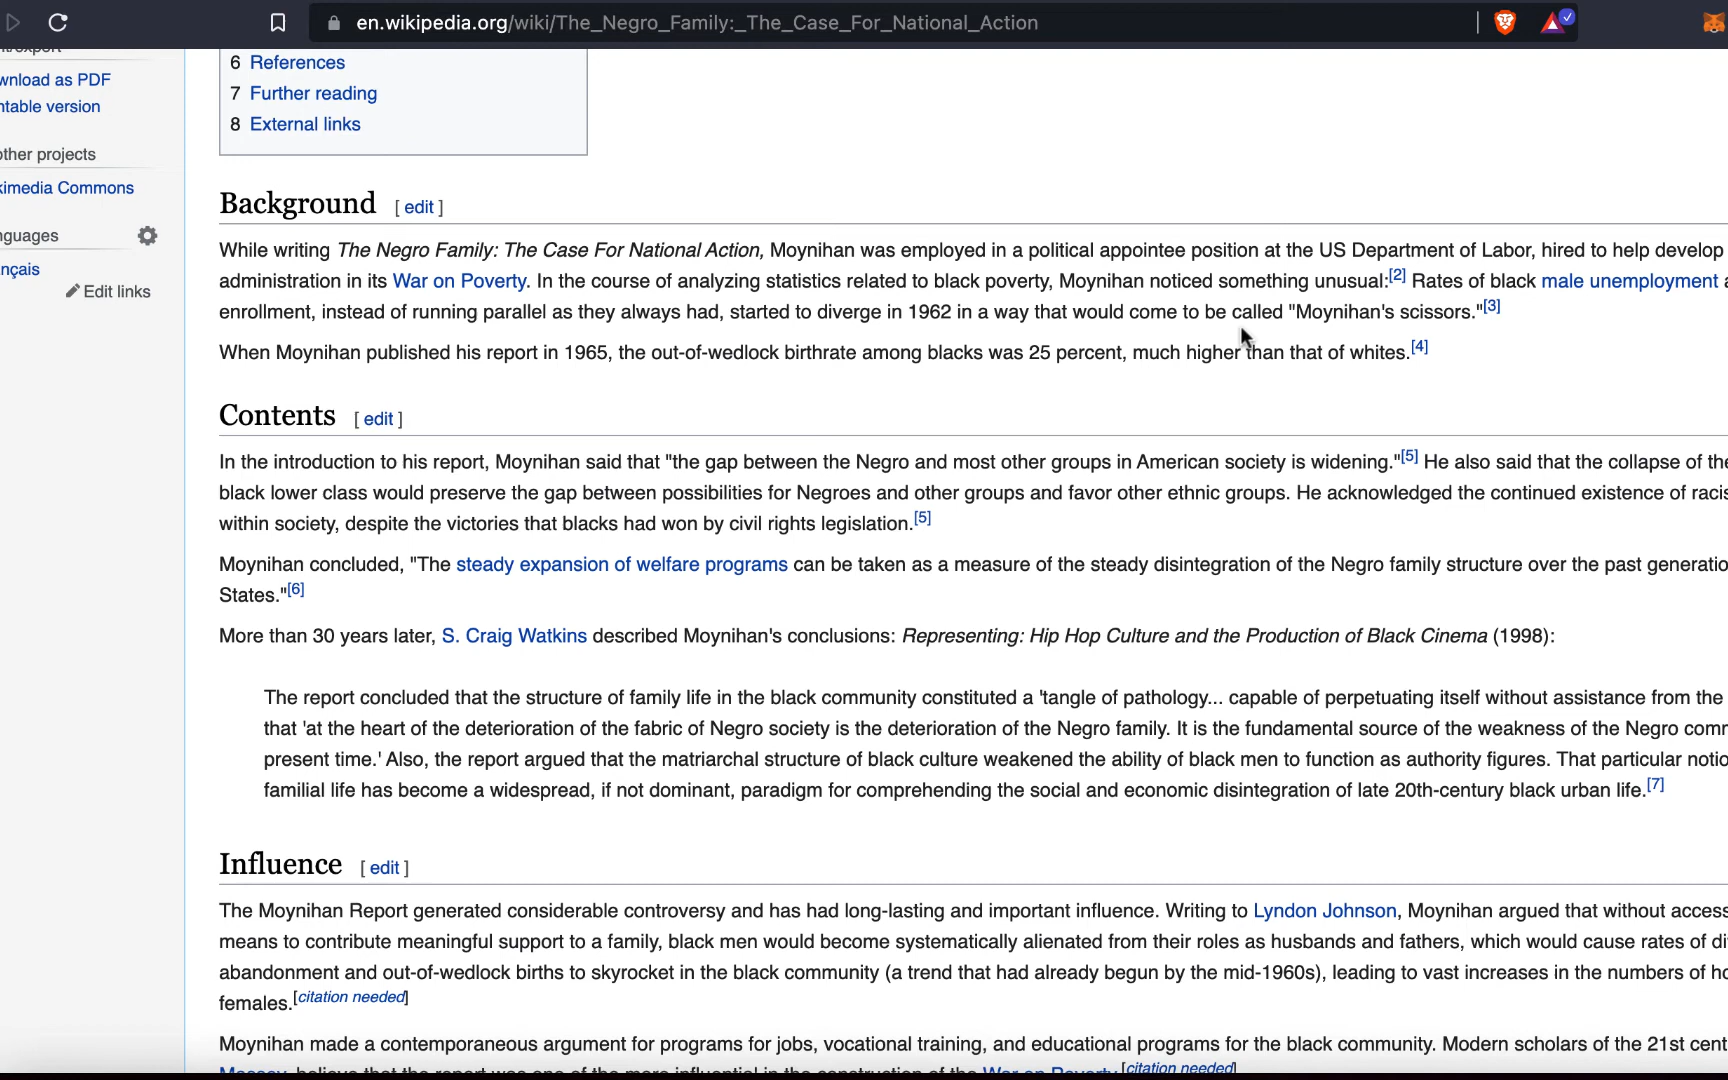 en.wikipedia.org/wiki/The_Negro_Family:_The_Case_For_National_Action
wnload as PDF
ntable version
other projects
kimedia Commons
nguages
nçais
Edit links
6 References
7 Further reading
8 External links
Background [ edit ]
While writing The Negro Family: The Case For National Action, Moynihan was employed in a political appointee position at the US Department of Labor, hired to help develop
administration in its War on Poverty. In the course of analyzing statistics related to black poverty, Moynihan noticed something unusual:[2] Rates of black male unemployment a
enrollment, instead of running parallel as they always had, started to diverge in 1962 in a way that would come to be called "Moynihan's scissors."[3]
When Moynihan published his report in 1965, the out-of-wedlock birthrate among blacks was 25 percent, much higher than that of whites.[4]
Contents [ edit ]
In the introduction to his report, Moynihan said that "the gap between the Negro and most other groups in American society is widening."[5] He also said that the collapse of the
black lower class would preserve the gap between possibilities for Negroes and other groups and favor other ethnic groups. He acknowledged the continued existence of racis
within society, despite the victories that blacks had won by civil rights legislation.[5]
Moynihan concluded, "The steady expansion of welfare programs can be taken as a measure of the steady disintegration of the Negro family structure over the past generatio
States."[6]
More than 30 years later, S. Craig Watkins described Moynihan's conclusions: Representing: Hip Hop Culture and the Production of Black Cinema (1998):
The report concluded that the structure of family life in the black community constituted a 'tangle of pathology... capable of perpetuating itself without assistance from the
that 'at the heart of the deterioration of the fabric of Negro society is the deterioration of the Negro family. It is the fundamental source of the weakness of the Negro comm
present time.' Also, the report argued that the matriarchal structure of black culture weakened the ability of black men to function as authority figures. That particular notio
familial life has become a widespread, if not dominant, paradigm for comprehending the social and economic disintegration of late 20th-century black urban life.[7]
Influence [ edit ]
The Moynihan Report generated considerable controversy and has had long-lasting and important influence. Writing to Lyndon Johnson, Moynihan argued that without access
means to contribute meaningful support to a family, black men would become systematically alienated from their roles as husbands and fathers, which would cause rates of di
abandonment and out-of-wedlock births to skyrocket in the black community (a trend that had already begun by the mid-1960s), leading to vast increases in the numbers of ho
females.[citation needed]
Moynihan made a contemporaneous argument for programs for jobs, vocational training, and educational programs for the black community. Modern scholars of the 21st cent
Massey, believe that the report was one of the more influential in the construction of the War on Poverty.[citation needed]